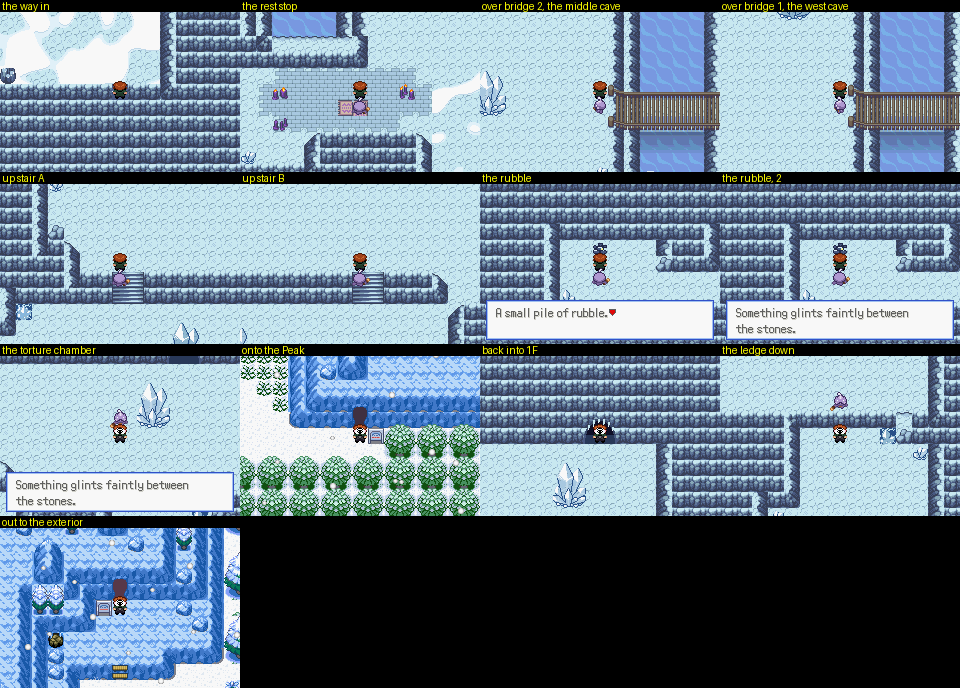 the way in
the rest stop
over bridge 2, the middle cave
over bridge 1, the west cave
upstair A
upstair B
the rubble
the rubble, 2
A small pile of rubble.
Something glints faintly between
the stones.
the torture chamber
onto the Peak
back into 1F
the ledge down
Something glints faintly between
the stones.
out to the exterior